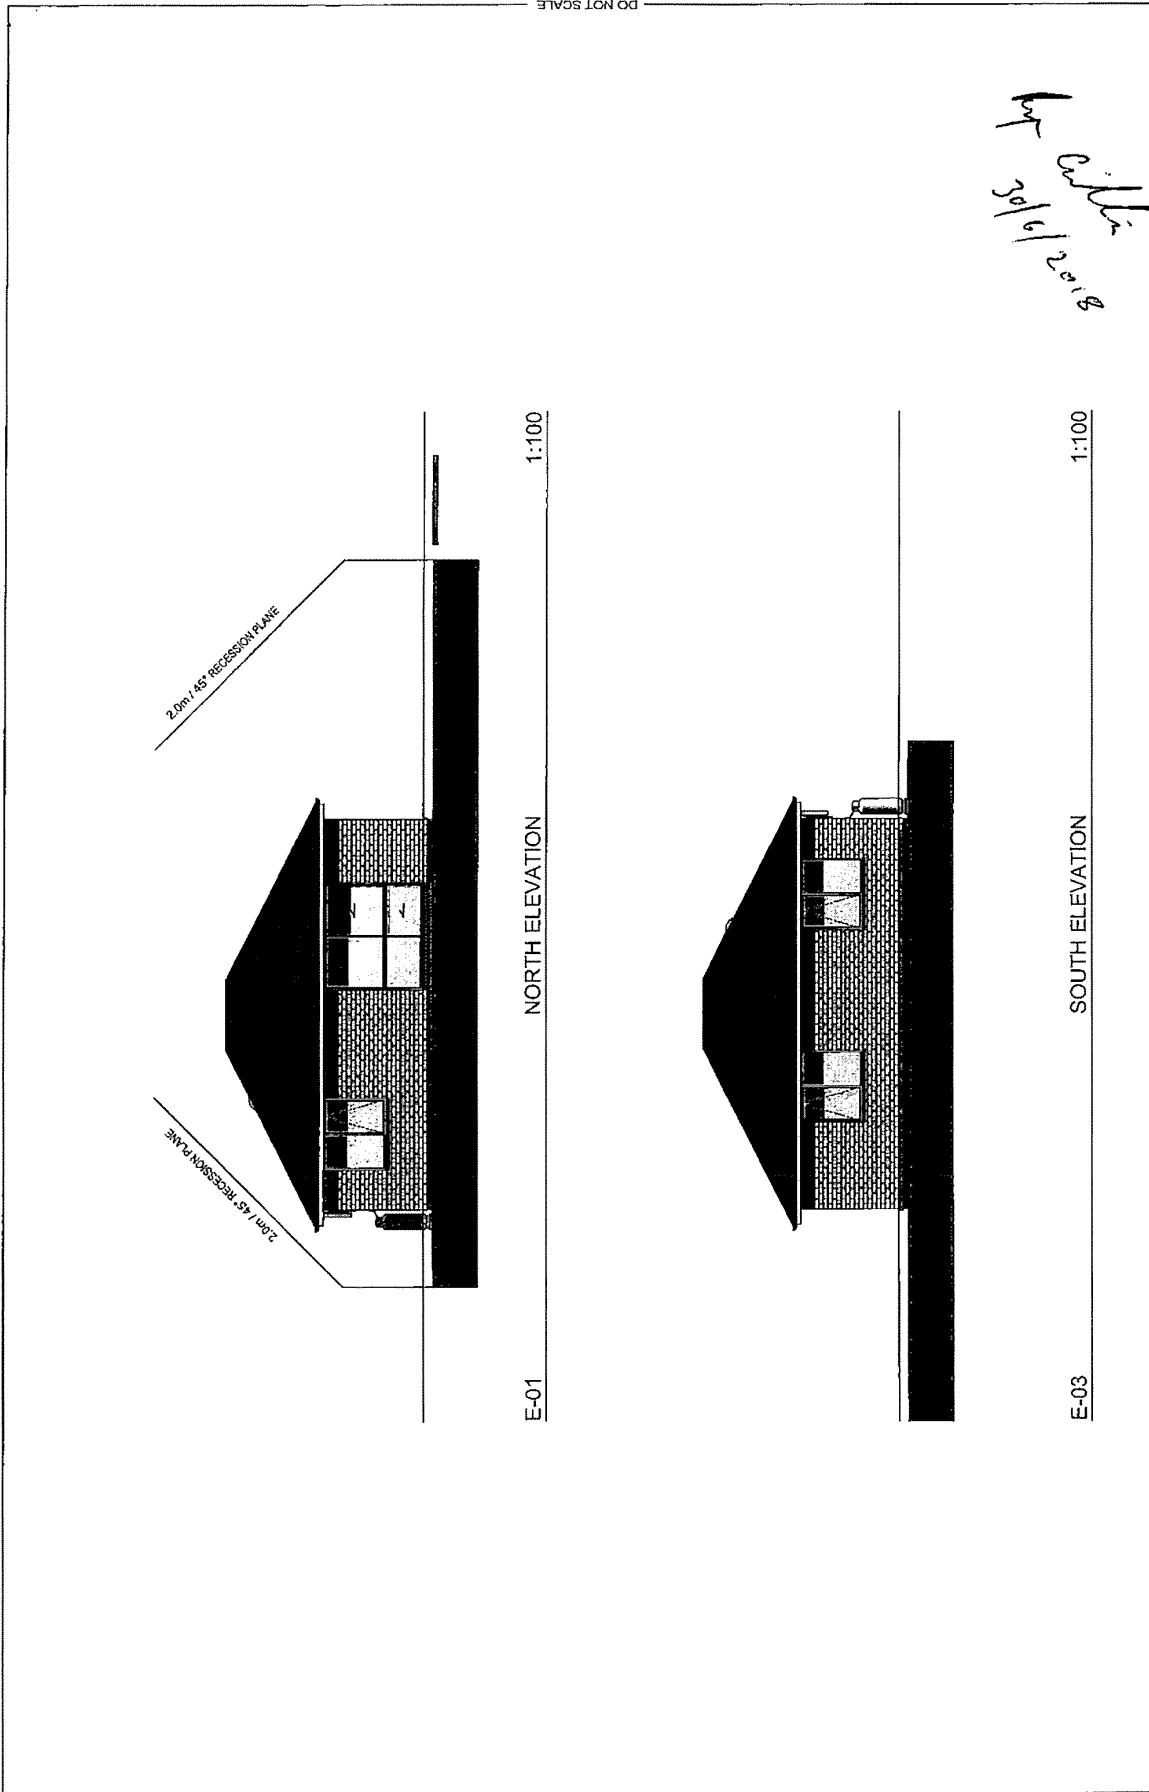 DO NOT SCALE
30/6/2018
2.0m / 45° RECESSION PLANE
2.0m / 45° RECESSION PLANE
E-01 NORTH ELEVATION 1:100
E-03 SOUTH ELEVATION 1:100